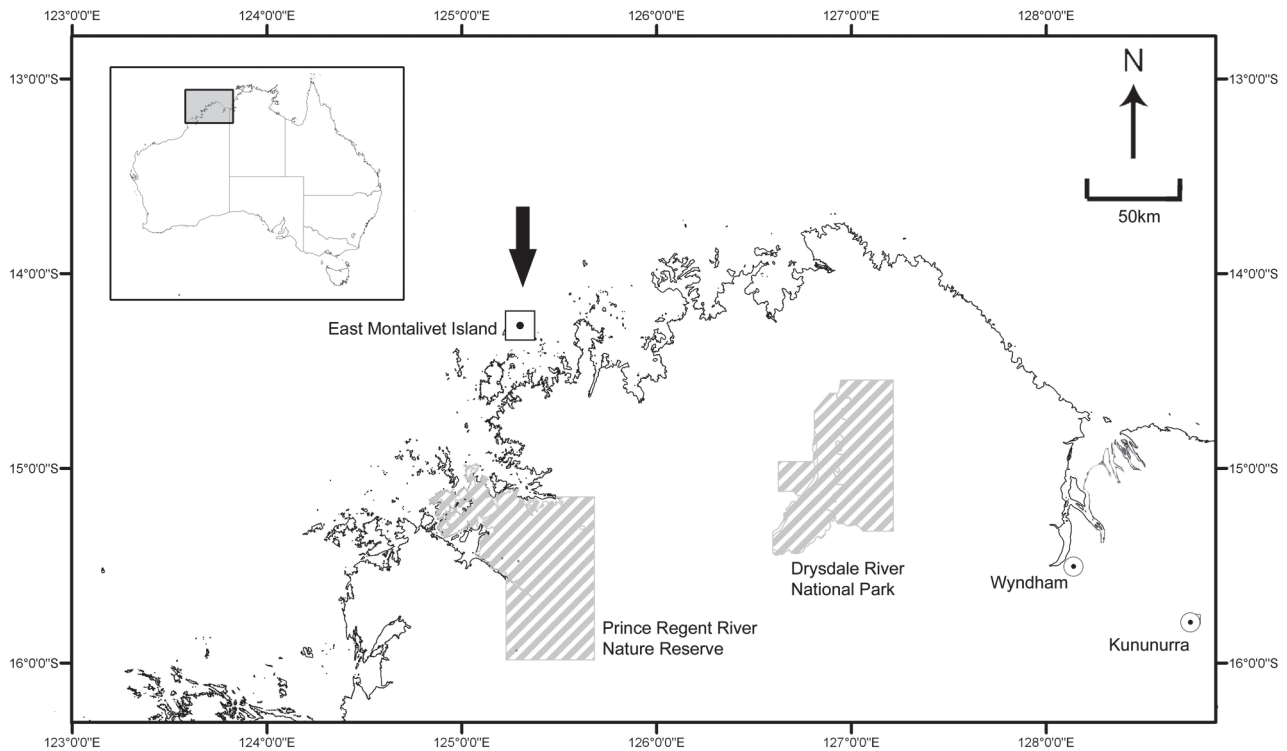 123°0'0"E 124°0'0"E 125°0'0"E 126°0'0"E 127°0'0"E 128°0'0"E
13°0'0"S 13°0'0"S
N
50km
14°0'0"S 14°0'0"S
East Montalivet Island
15°0'0"S 15°0'0"S
Drysdale River
National Park
Wyndham
Prince Regent River
Nature Reserve
Kununurra
16°0'0"S 16°0'0"S
123°0'0"E 124°0'0"E 125°0'0"E 126°0'0"E 127°0'0"E 128°0'0"E